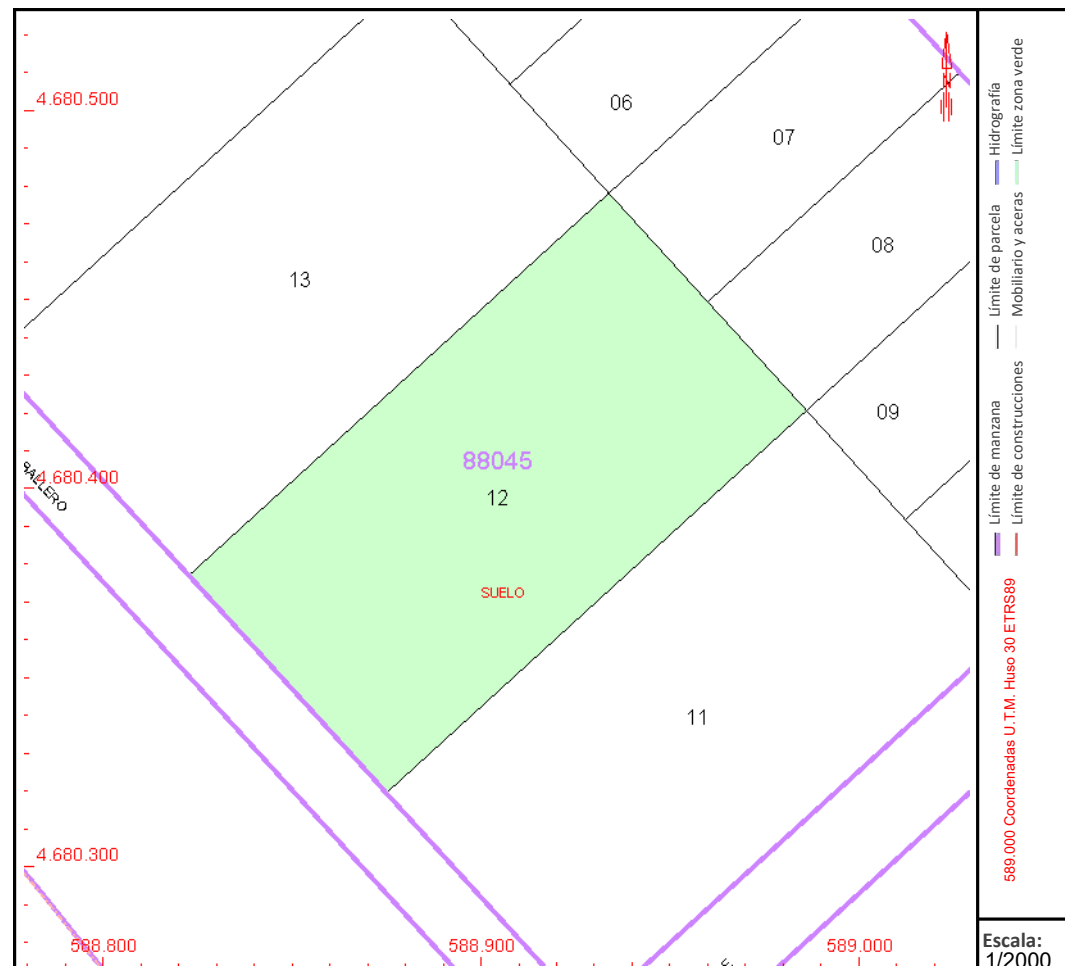 4.680.500
06
07
08
13
09
88045
12
4.680.400
SUELO
11
4.680.300
588.800
588.900
589.000
Hidrografía
Límite zona verde
Límite de parcela
Mobiliario y aceras
Límite de manzana
Límite de construcciones
589.000 Coordenadas U.T.M. Huso 30 ETRS89
Escala:
1/2000